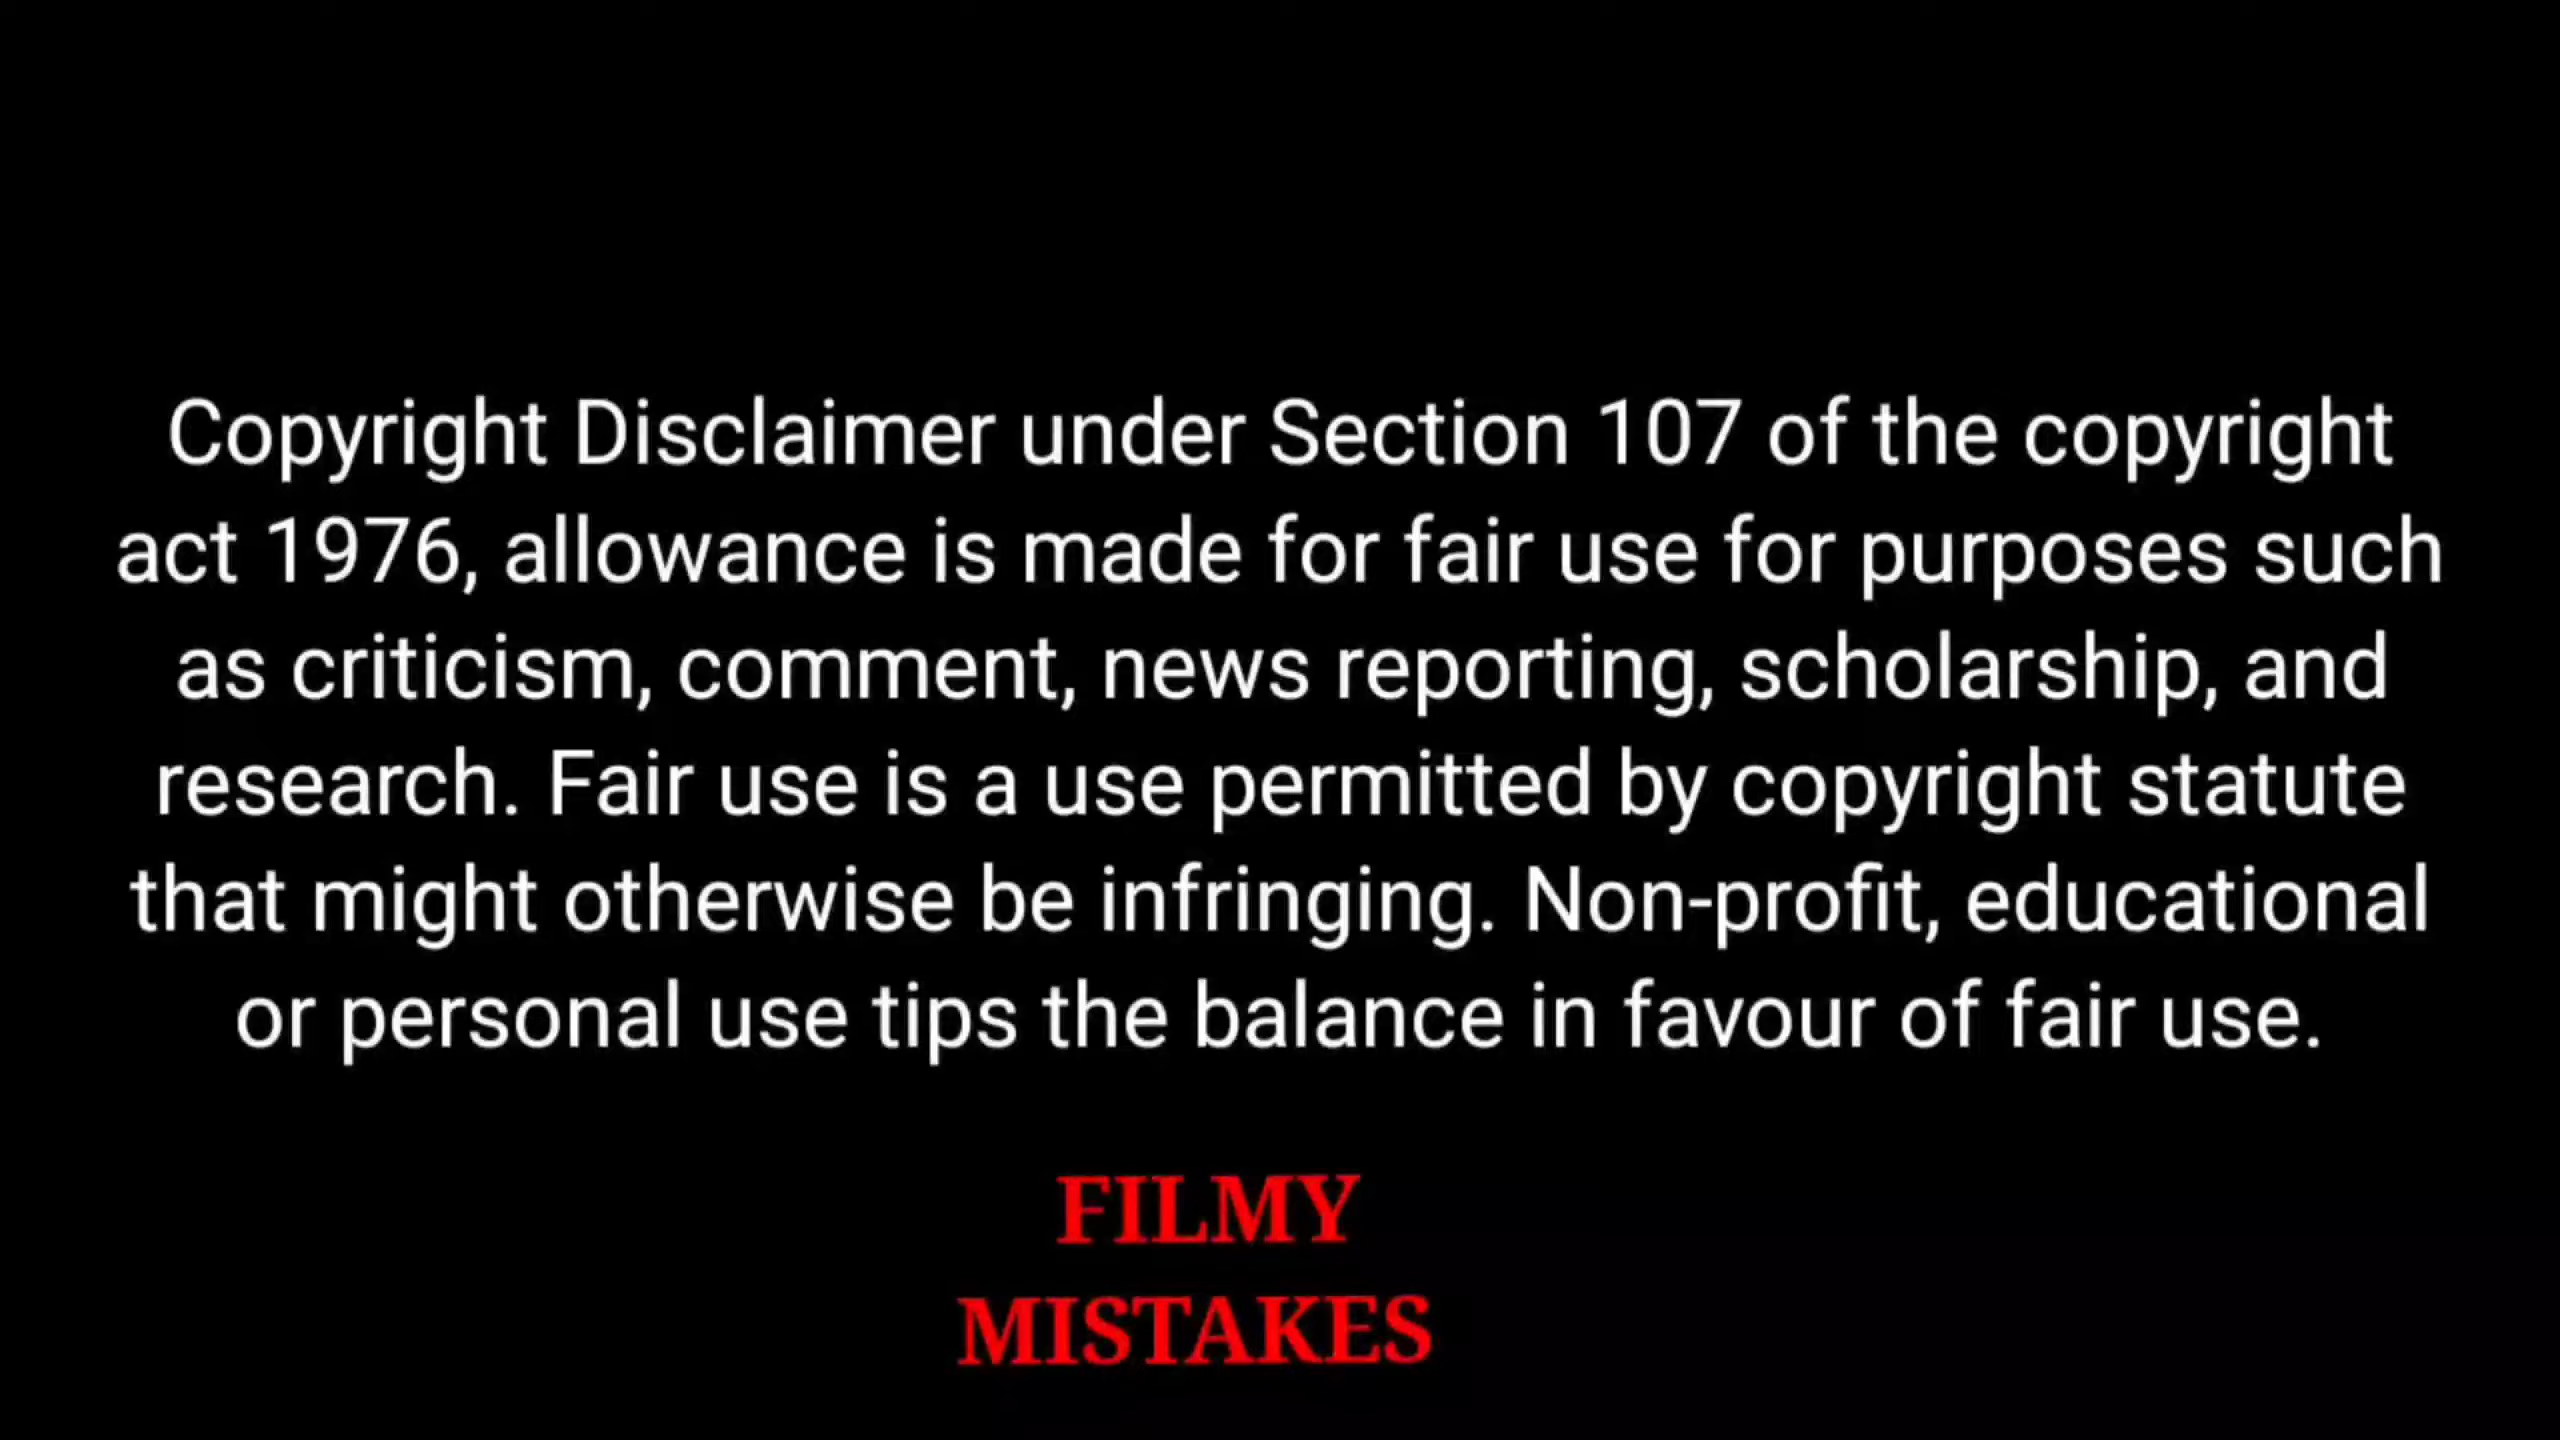 Copyright Disclaimer under Section 107 of the copyright
act 1976, allowance is made for fair use for purposes such
as criticism, comment, news reporting, scholarship, and
research. Fair use is a use permitted by copyright statute
that might otherwise be infringing. Non-profit, educational
or personal use tips the balance in favour of fair use.
FILMY
MISTAKES